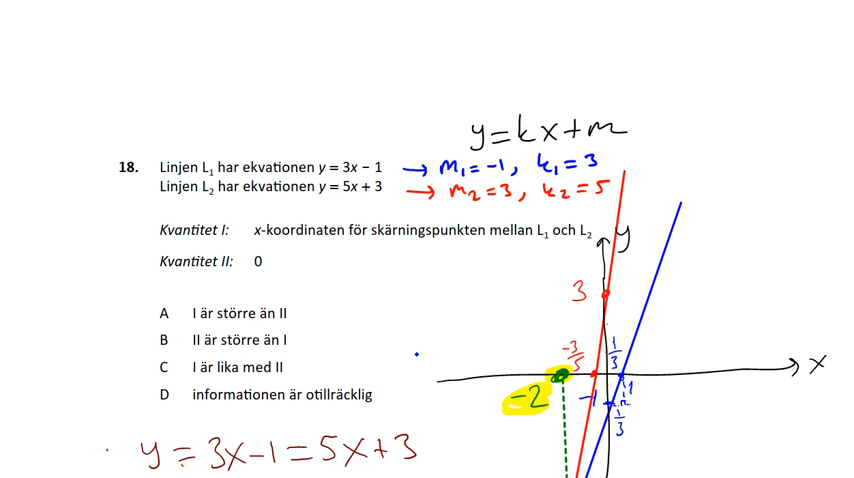 y=kx+m
18. Linjen L₁ har ekvationen y = 3x − 1 → m₁=-1, k₁=3
Linjen L₂ har ekvationen y = 5x + 3 → m₂=3, k₂=5
Kvantitet I: x-koordinaten för skärningspunkten mellan L₁ och L₂
y
Kvantitet II: 0
3
A I är större än II
B II är större än I
-3/5 1/3
C I är lika med II
x
D informationen är otillräcklig
-2 -1
1/3
y=3x-1=5x+3